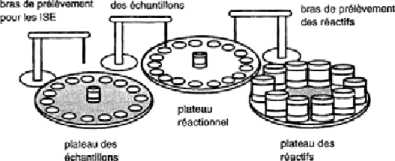 bras de prélèvement
pour les ISE
des échantillons
bras de prélèvement
des réactifs
plateau des
échantillons
plateau
réactionnel
plateau des
réactifs